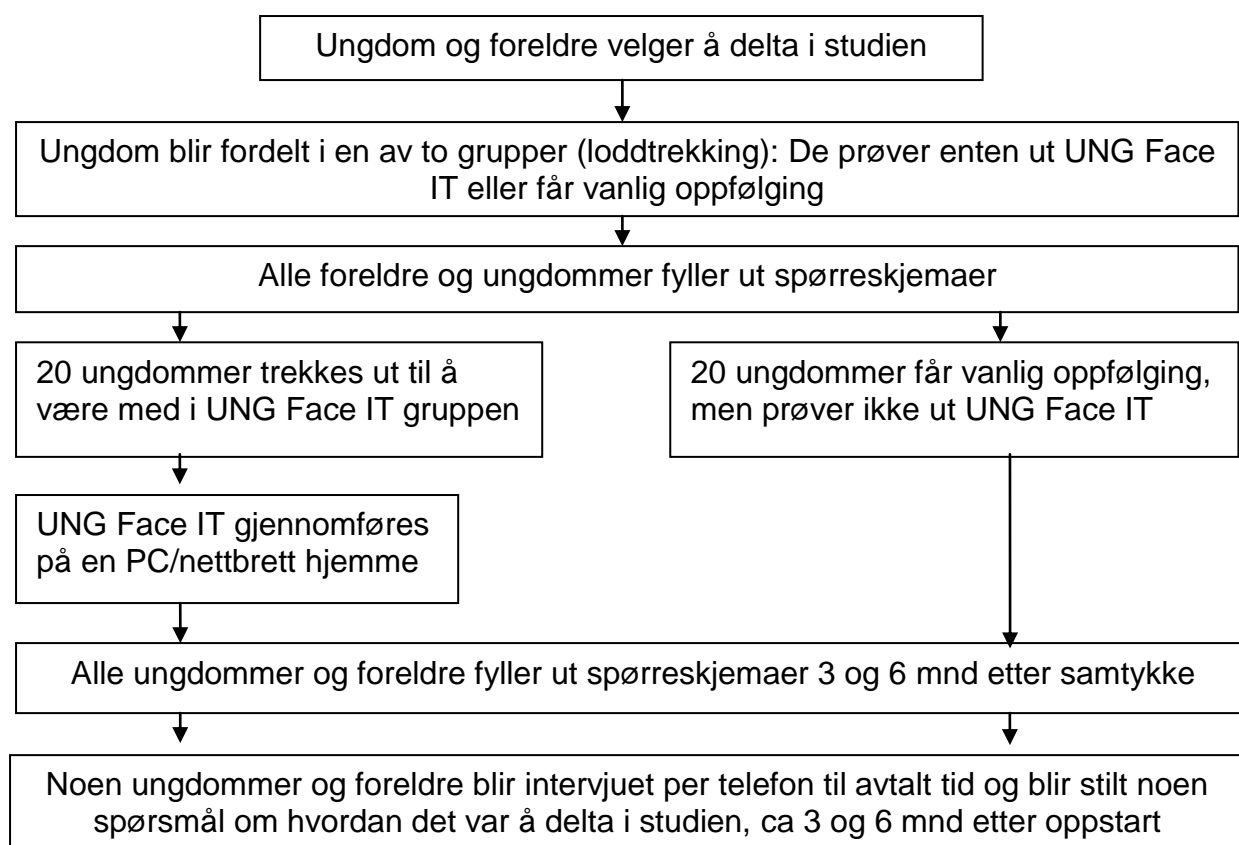 Ungdom og foreldre velger å delta i studien
Ungdom blir fordelt i en av to grupper (loddtrekking): De prøver enten ut UNG Face
IT eller får vanlig oppfølging
Alle foreldre og ungdommer fyller ut spørreskjemaer
20 ungdommer trekkes ut til å
være med i UNG Face IT gruppen
20 ungdommer får vanlig oppfølging,
men prøver ikke ut UNG Face IT
UNG Face IT gjennomføres
på en PC/nettbrett hjemme
Alle ungdommer og foreldre fyller ut spørreskjemaer 3 og 6 mnd etter samtykke
Noen ungdommer og foreldre blir intervjuet per telefon til avtalt tid og blir stilt noen
spørsmål om hvordan det var å delta i studien, ca 3 og 6 mnd etter oppstart